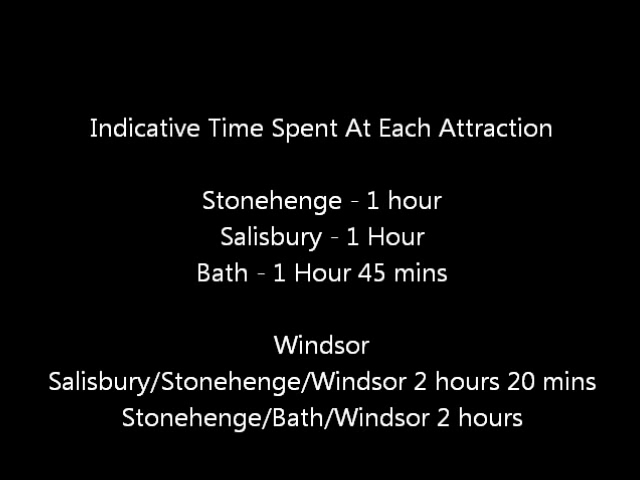 Indicative Time Spent At Each Attraction
Stonehenge - 1 hour
Salisbury - 1 Hour
Bath - 1 Hour 45 mins
Windsor
Salisbury/Stonehenge/Windsor 2 hours 20 mins
Stonehenge/Bath/Windsor 2 hours